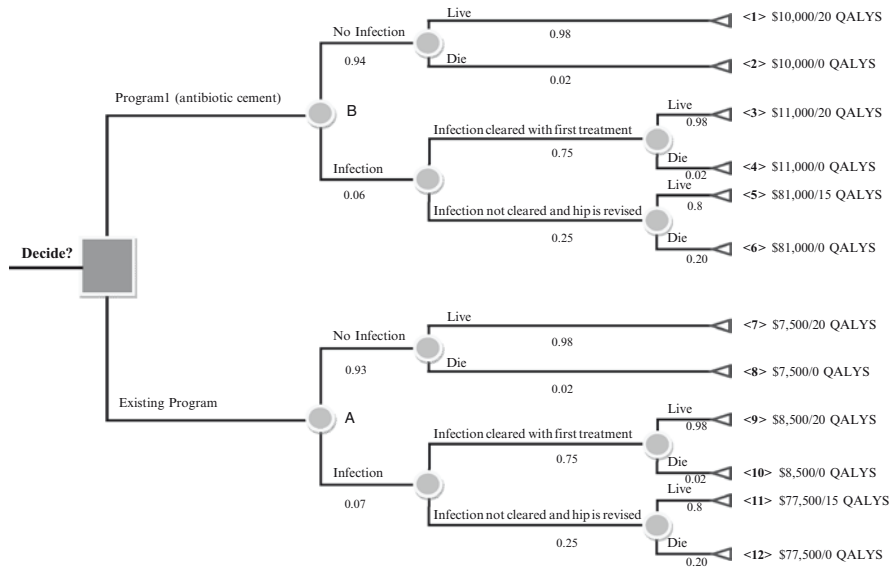 Live
0.98
<1> $10,000/20 QALYS
No Infection
0.94
Die
0.02
<2> $10,000/0 QALYS
Program1 (antibiotic cement)
B
Live
0.98
<3> $11,000/20 QALYS
Infection cleared with first treatment
0.75
Die
0.02
<4> $11,000/0 QALYS
Infection
0.06
Live
0.8
<5> $81,000/15 QALYS
Infection not cleared and hip is revised
0.25
Die
0.20
<6> $81,000/0 QALYS
Decide?
Live
0.98
<7> $7,500/20 QALYS
No Infection
0.93
Die
0.02
<8> $7,500/0 QALYS
Existing Program
A
Live
0.98
<9> $8,500/20 QALYS
Infection cleared with first treatment
0.75
Die
0.02
<10> $8,500/0 QALYS
Infection
0.07
Live
0.8
<11> $77,500/15 QALYS
Infection not cleared and hip is revised
0.25
Die
0.20
<12> $77,500/0 QALYS